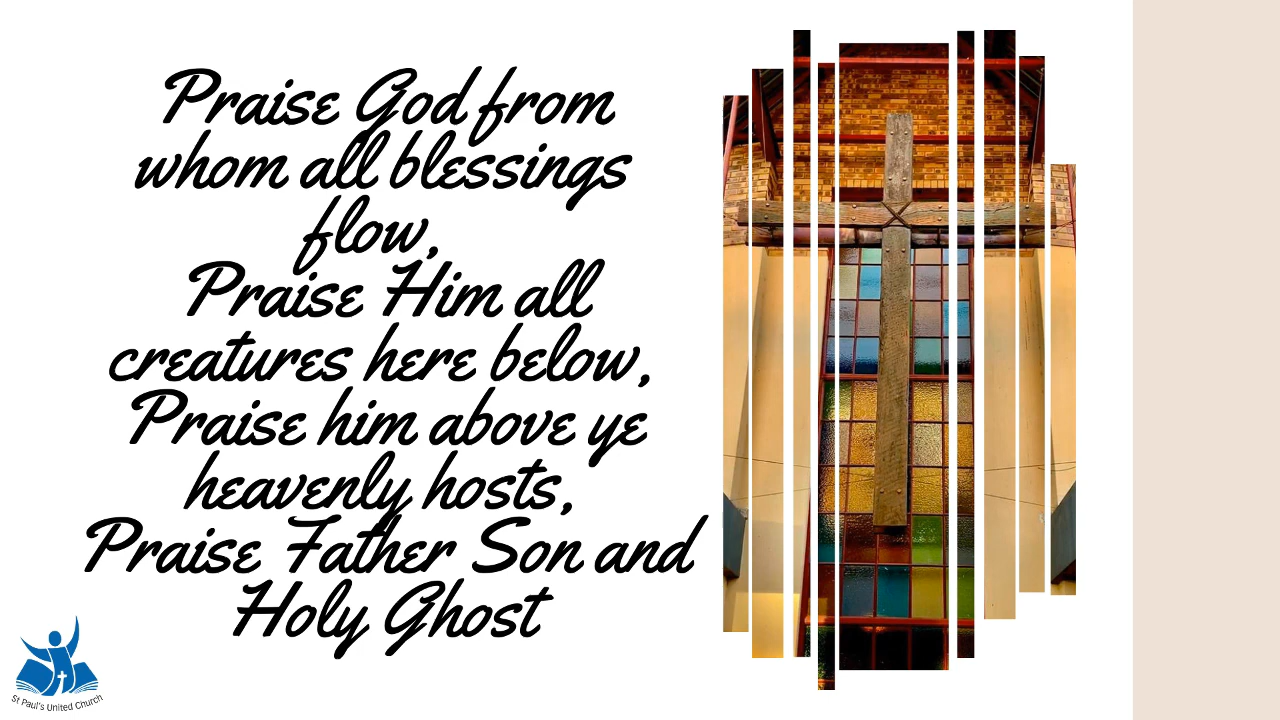 Praise God from
whom all blessings
flow,
Praise Him all
creatures here below,
Praise him above ye
heavenly hosts,
Praise Father Son and
Holy Ghost
St Paul's United Church